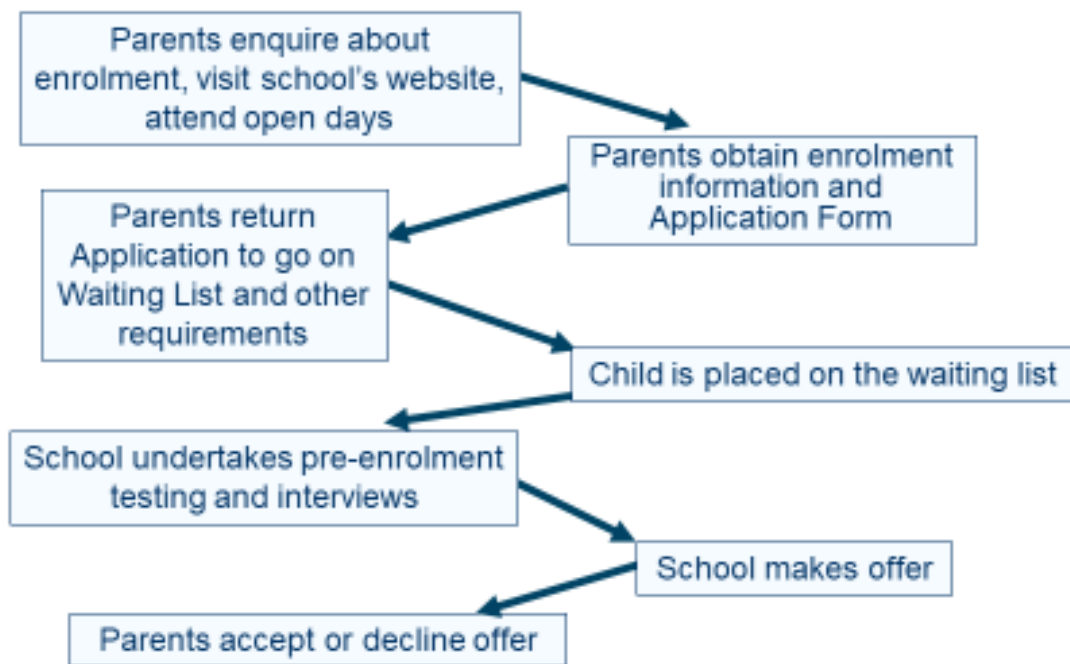 Parents enquire about
enrolment, visit school's website,
attend open days
Parents obtain enrolment
information and
Application Form
Parents return
Application to go on
Waiting List and other
requirements
Child is placed on the waiting list
School undertakes pre-enrolment
testing and interviews
School makes offer
Parents accept or decline offer